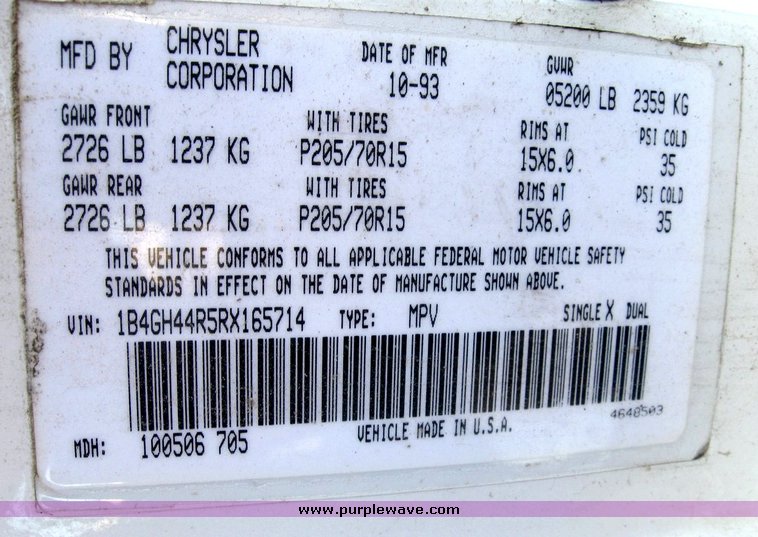 MFD BY CHRYSLER CORPORATION DATE OF MFR 10-93 GVWR 05200 LB 2359 KG
GAWR FRONT WITH TIRES RIMS AT PSI COLD
2726 LB 1237 KG P205/70R15 15X6.0 35
GAWR REAR WITH TIRES RIMS AT PSI COLD
2726 LB 1237 KG P205/70R15 15X6.0 35
THIS VEHICLE CONFORMS TO ALL APPLICABLE FEDERAL MOTOR VEHICLE SAFETY
STANDARDS IN EFFECT ON THE DATE OF MANUFACTURE SHOWN ABOVE.
VIN: 1B4GH44R5RX165714 TYPE: MPV SINGLE X DUAL
4648503
MDH: 100506 705 VEHICLE MADE IN U.S.A.
www.purplewave.com